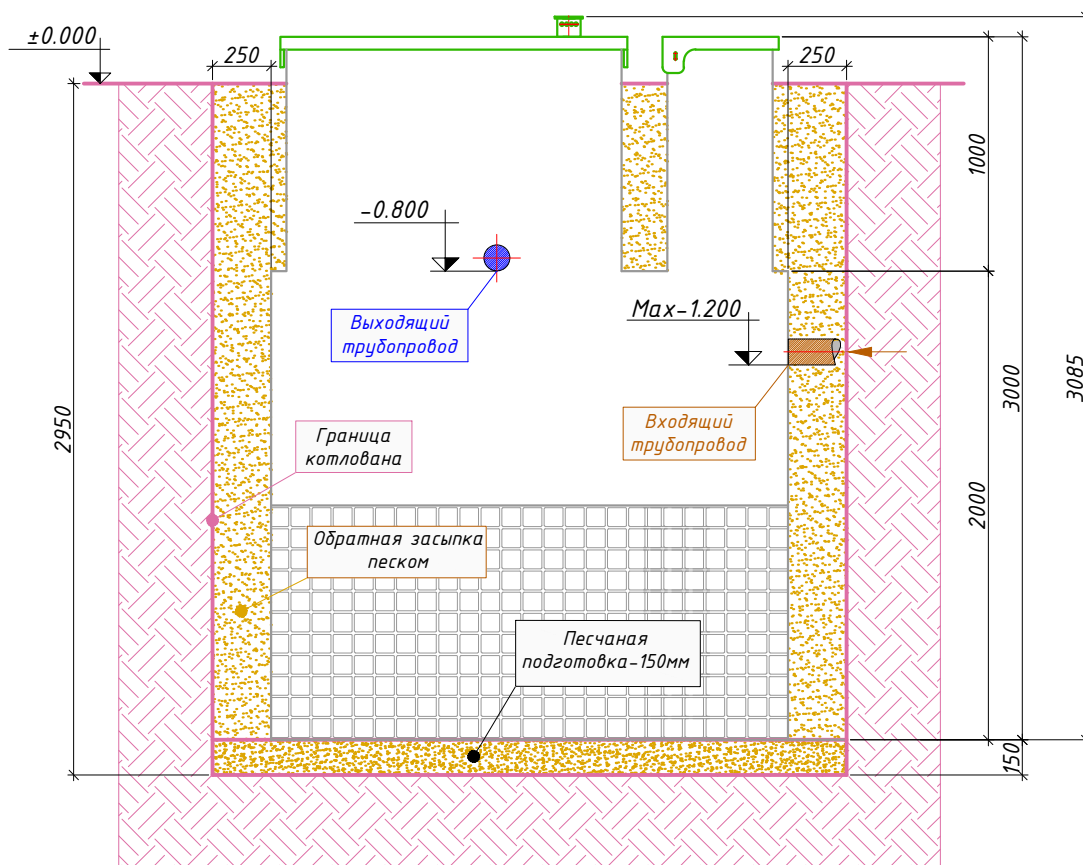 ±0.000
250
250
1000
-0.800
Max-1.200
Выходящий
трубопровод
3085
3000
2950
Входящий
трубопровод
Граница
котлована
2000
Обратная засыпка
песком
Песчаная
подготовка-150мм
150